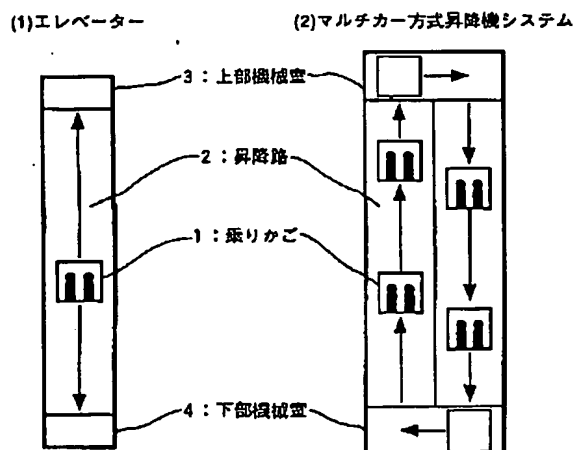 (1)エレベーター
(2)マルチカー方式昇降機システム
3：上部機械室
2：昇降路
1：乗りかご
4：下部機械室